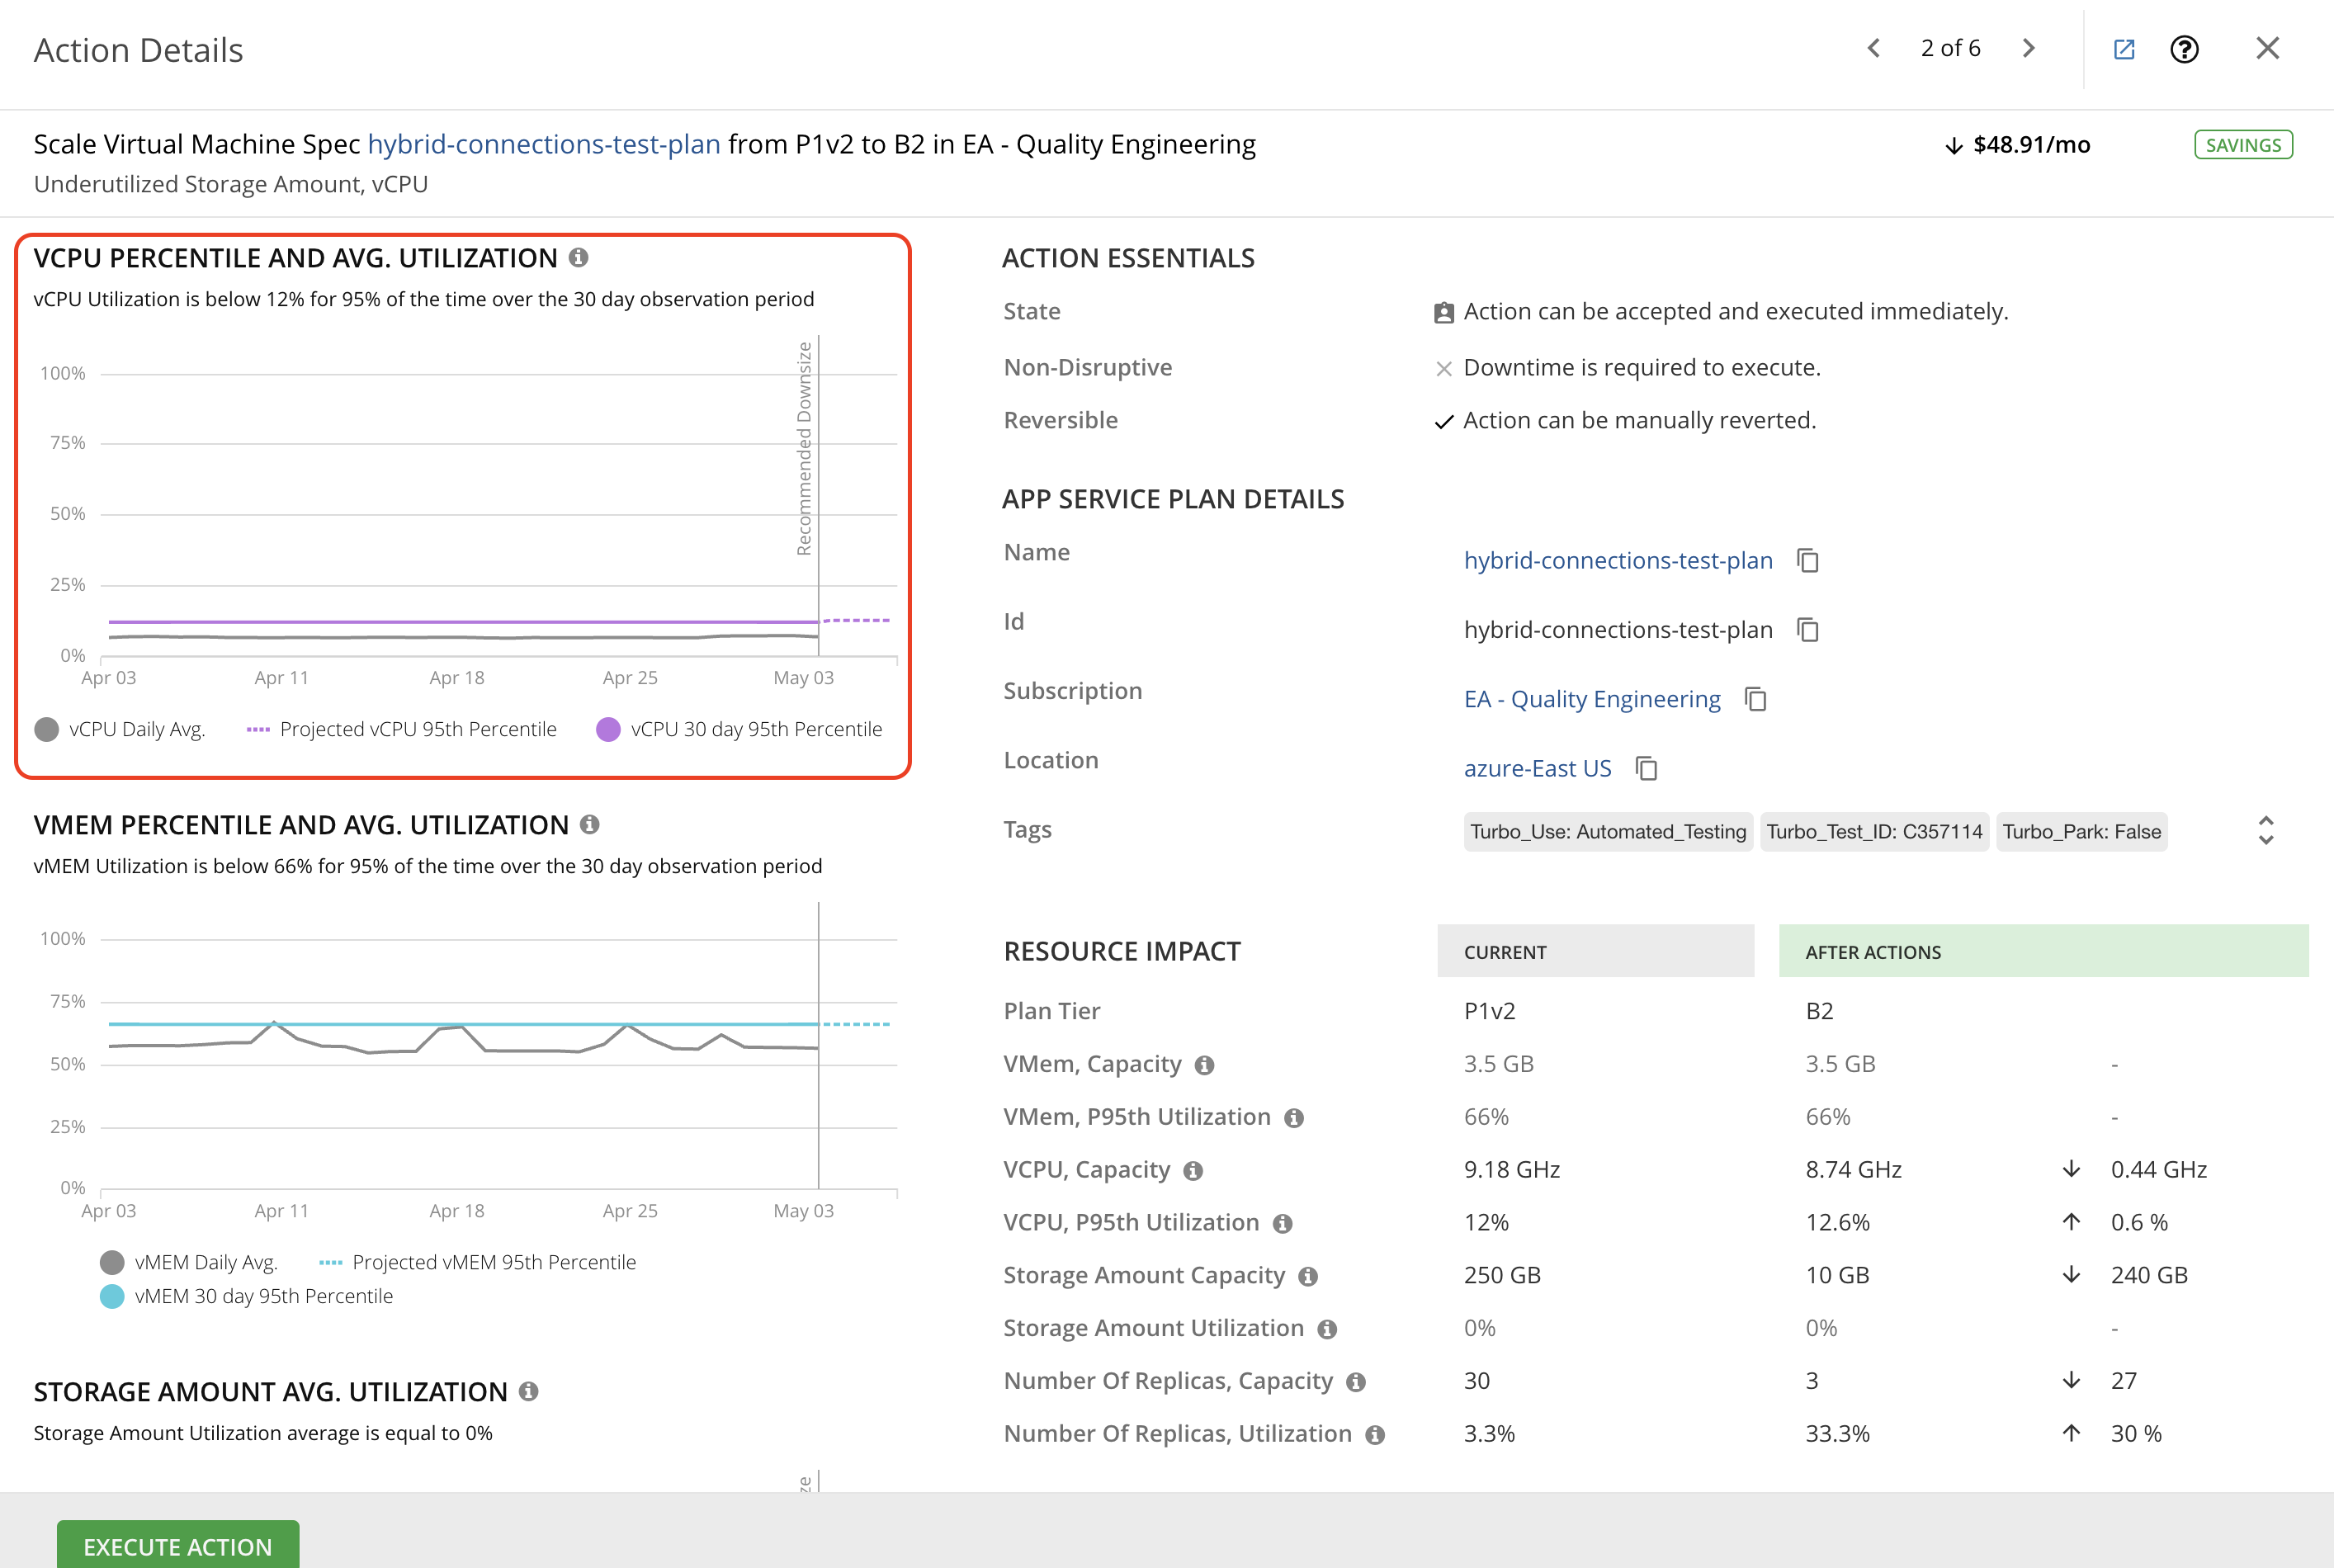 Action Details
2 of 6
Scale Virtual Machine Spec hybrid-connections-test-plan from P1v2 to B2 in EA - Quality Engineering
$48.91/mo
SAVINGS
Underutilized Storage Amount, vCPU
VCPU PERCENTILE AND AVG. UTILIZATION
vCPU Utilization is below 12% for 95% of the time over the 30 day observation period
100%
75%
50%
25%
0%
Recommended Downsize
Apr 03 Apr 11 Apr 18 Apr 25 May 03
vCPU Daily Avg. Projected vCPU 95th Percentile vCPU 30 day 95th Percentile
VMEM PERCENTILE AND AVG. UTILIZATION
vMEM Utilization is below 66% for 95% of the time over the 30 day observation period
100%
75%
50%
25%
0%
Apr 03 Apr 11 Apr 18 Apr 25 May 03
vMEM Daily Avg. Projected vMEM 95th Percentile
vMEM 30 day 95th Percentile
STORAGE AMOUNT AVG. UTILIZATION
Storage Amount Utilization average is equal to 0%
ACTION ESSENTIALS
State Action can be accepted and executed immediately.
Non-Disruptive Downtime is required to execute.
Reversible Action can be manually reverted.
APP SERVICE PLAN DETAILS
Name hybrid-connections-test-plan
Id hybrid-connections-test-plan
Subscription EA - Quality Engineering
Location azure-East US
Tags Turbo_Use: Automated_Testing Turbo_Test_ID: C357114 Turbo_Park: False
RESOURCE IMPACT CURRENT AFTER ACTIONS
Plan Tier P1v2 B2
VMem, Capacity 3.5 GB 3.5 GB -
VMem, P95th Utilization 66% 66% -
VCPU, Capacity 9.18 GHz 8.74 GHz 0.44 GHz
VCPU, P95th Utilization 12% 12.6% 0.6 %
Storage Amount Capacity 250 GB 10 GB 240 GB
Storage Amount Utilization 0% 0% -
Number Of Replicas, Capacity 30 3 27
Number Of Replicas, Utilization 3.3% 33.3% 30 %
EXECUTE ACTION